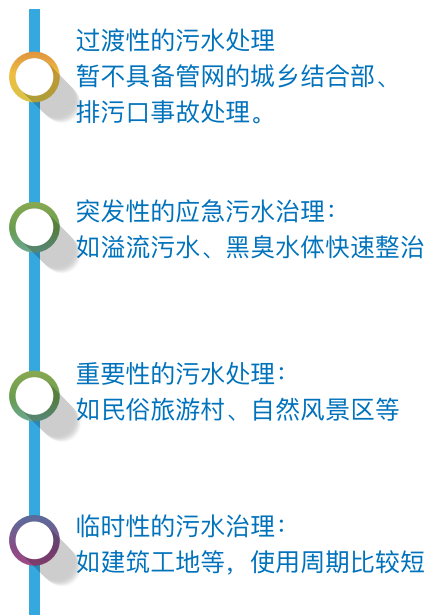 过渡性的污水处理
暂不具备管网的城乡结合部、
排污口事故处理。
突发性的应急污水治理：
如溢流污水、黑臭水体快速整治
重要性的污水处理：
如民俗旅游村、自然风景区等
临时性的污水治理：
如建筑工地等，使用周期比较短